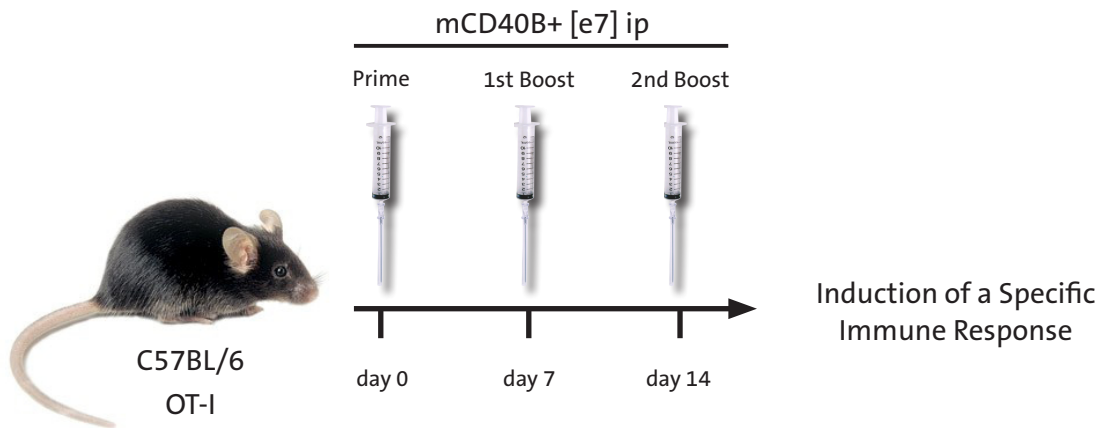 mCD40B+ [e7] ip
Prime
1st Boost
2nd Boost
C57BL/6
OT-I
day 0
day 7
day 14
Induction of a Specific
Immune Response